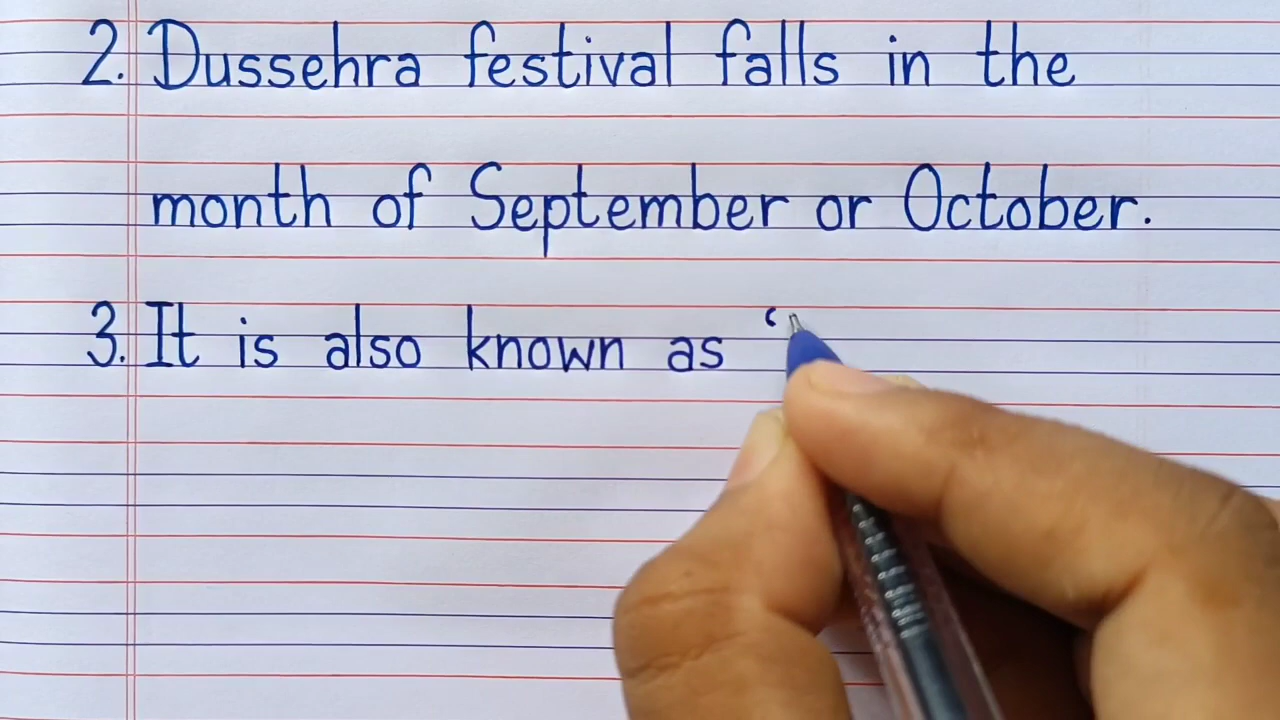 2. Dussehra festival falls in the
month of September or October.
3. It is also known as ‘